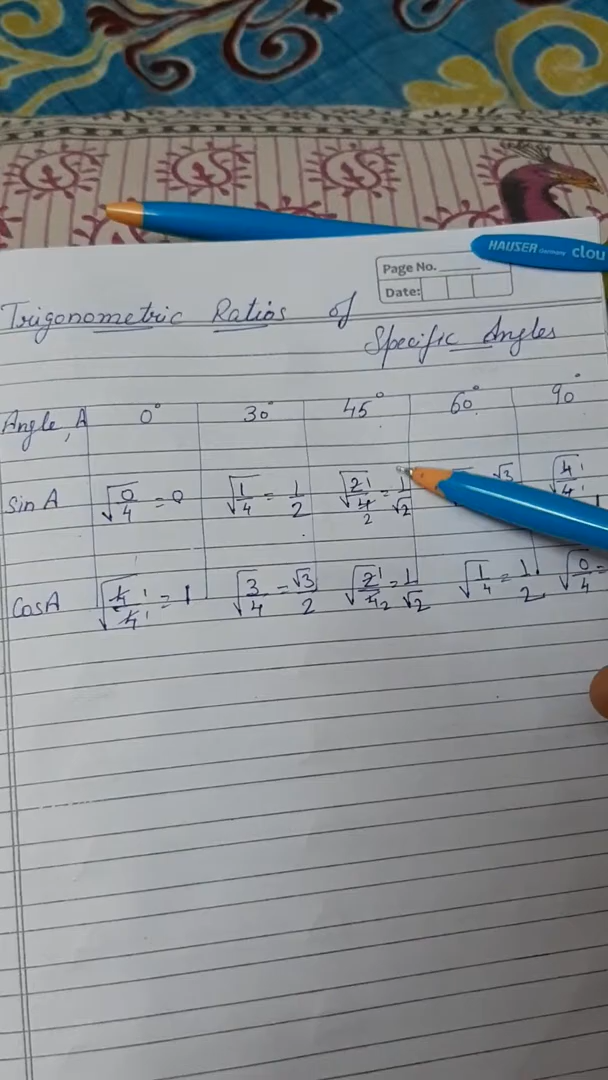 HAUSER Germany clou
Page No.
Date:
Trigonometric Ratios of
Specific Angles
Angle, A 0° 30° 45° 60° 90°
sin A √(0/4) = 0 √(1/4) = 1/2 √(2/4) = 1/√2 √3 √(4/4)
Cos A √(4/4) = 1 √(3/4) = √3/2 √(2/4) = 1/√2 √(1/4) = 1/2 √(0/4) =